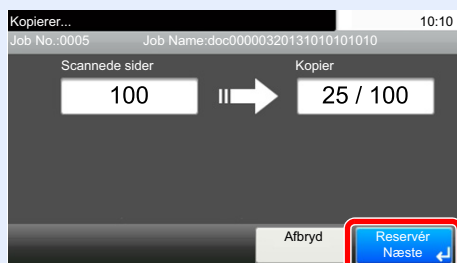 Kopierer... 10:10
Job No.:0005 Job Name:doc00000320131010101010
Scannede sider Kopier
100 25 / 100
Afbryd Reservér
Næste